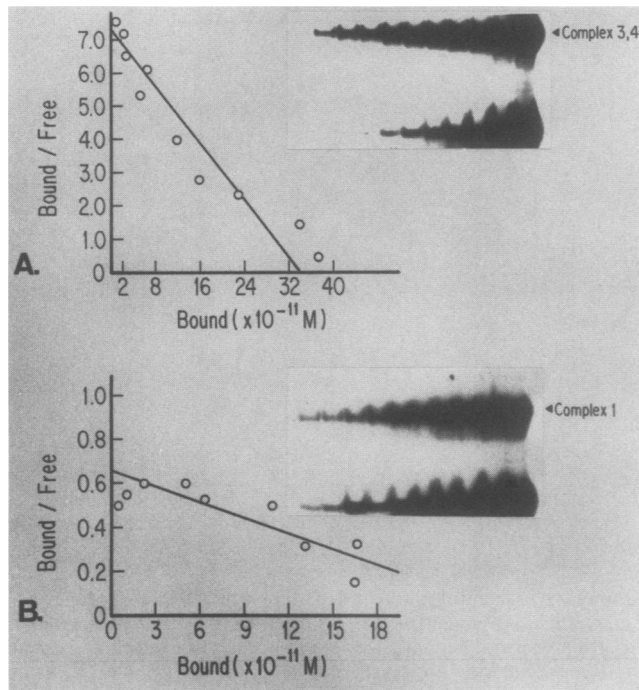 7.0
6.0
5.0
4.0
3.0
2.0
1.0
0
Bound / Free
A.
2 8 16 24 32 40
Bound (x10⁻¹¹ M)
◄Complex 3,4
1.0
0.8
0.6
0.4
0.2
0
Bound / Free
B.
0 3 6 9 12 15 18
Bound (x10⁻¹¹ M)
◄Complex 1